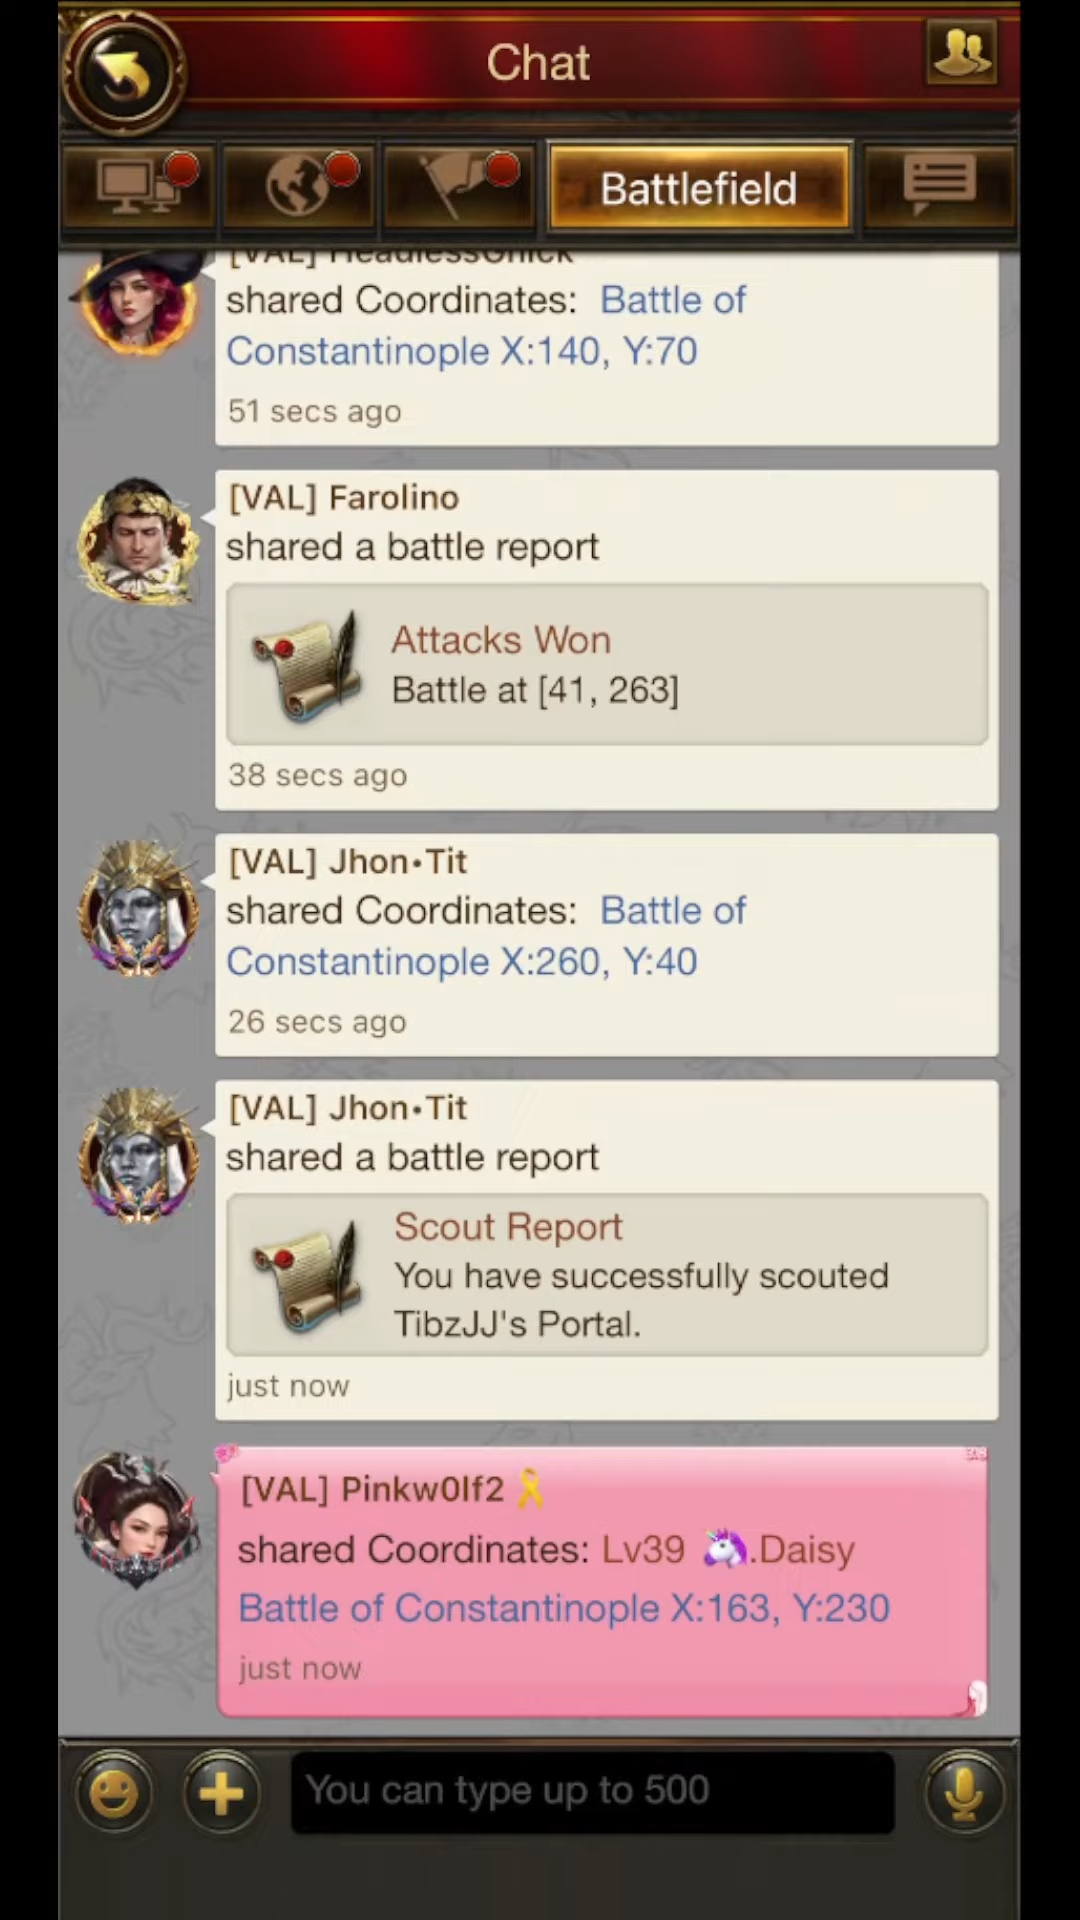 Chat
Battlefield
[VAL] HeadlessChick
shared Coordinates: Battle of
Constantinople X:140, Y:70
51 secs ago
[VAL] Farolino
shared a battle report
Attacks Won
Battle at [41, 263]
38 secs ago
[VAL] Jhon•Tit
shared Coordinates: Battle of
Constantinople X:260, Y:40
26 secs ago
[VAL] Jhon•Tit
shared a battle report
Scout Report
You have successfully scouted
TibzJJ's Portal.
just now
[VAL] Pinkw0lf2🎗️
shared Coordinates: Lv39 🦄.Daisy
Battle of Constantinople X:163, Y:230
just now
You can type up to 500